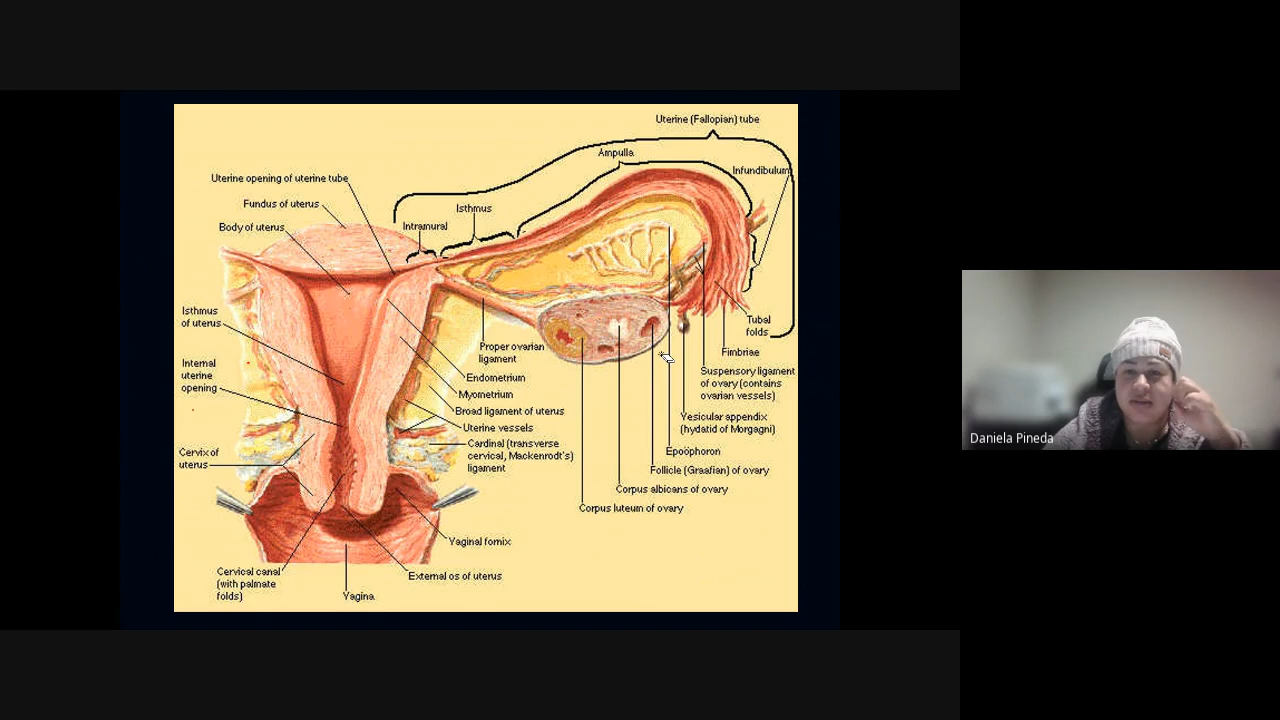 Uterine (Fallopian) tube
Ampulla
Infundibulum
Uterine opening of uterine tube
Fundus of uterus
Isthmus
Body of uterus
Intramural
Isthmus
of uterus
Internal
uterine
opening
Cervix of
uterus
Proper ovarian
ligament
Endometrium
Myometrium
Broad ligament of uterus
Uterine vessels
Cardinal (transverse
cervical, Mackenrodt's)
ligament
Tubal
folds
Fimbriae
Suspensory ligament
of ovary (contains
ovarian vessels)
Yesicular appendix
(hydatid of Morgagni)
Epoöphoron
Follicle (Graafian) of ovary
Corpus albicans of ovary
Corpus luteum of ovary
Yaginal fornix
External os of uterus
Cervical canal
(with palmate
folds)
Yagina
Daniela Pineda